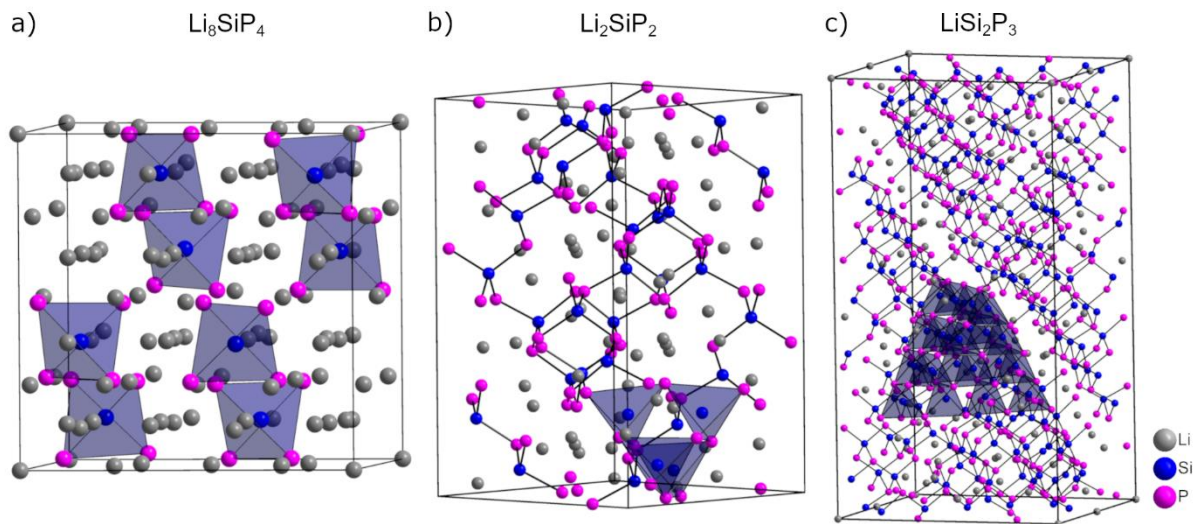 a) Li₈SiP₄
b) Li₂SiP₂
c) LiSi₂P₃
Li
Si
P